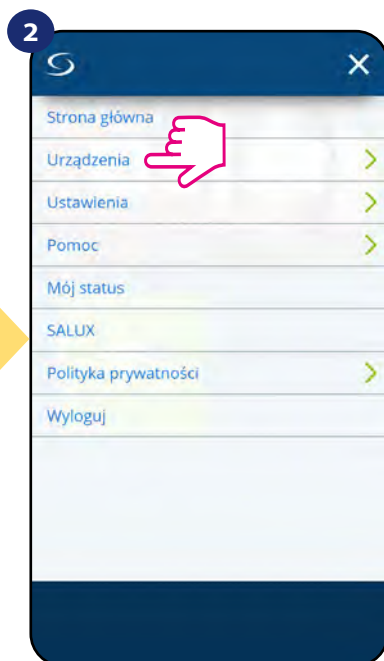 2
Strona główna
Urządzenia
Ustawienia
Pomoc
Mój status
SALUX
Polityka prywatności
Wyloguj